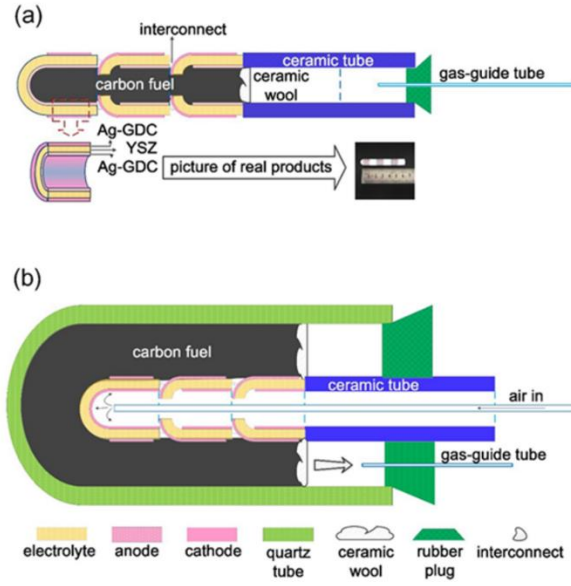 (a)
interconnect
ceramic tube
carbon fuel
ceramic
wool
gas-guide tube
Ag-GDC
YSZ
Ag-GDC
picture of real products
(b)
carbon fuel
ceramic tube
air in
gas-guide tube
electrolyte
anode
cathode
quartz
tube
ceramic
wool
rubber
plug
interconnect